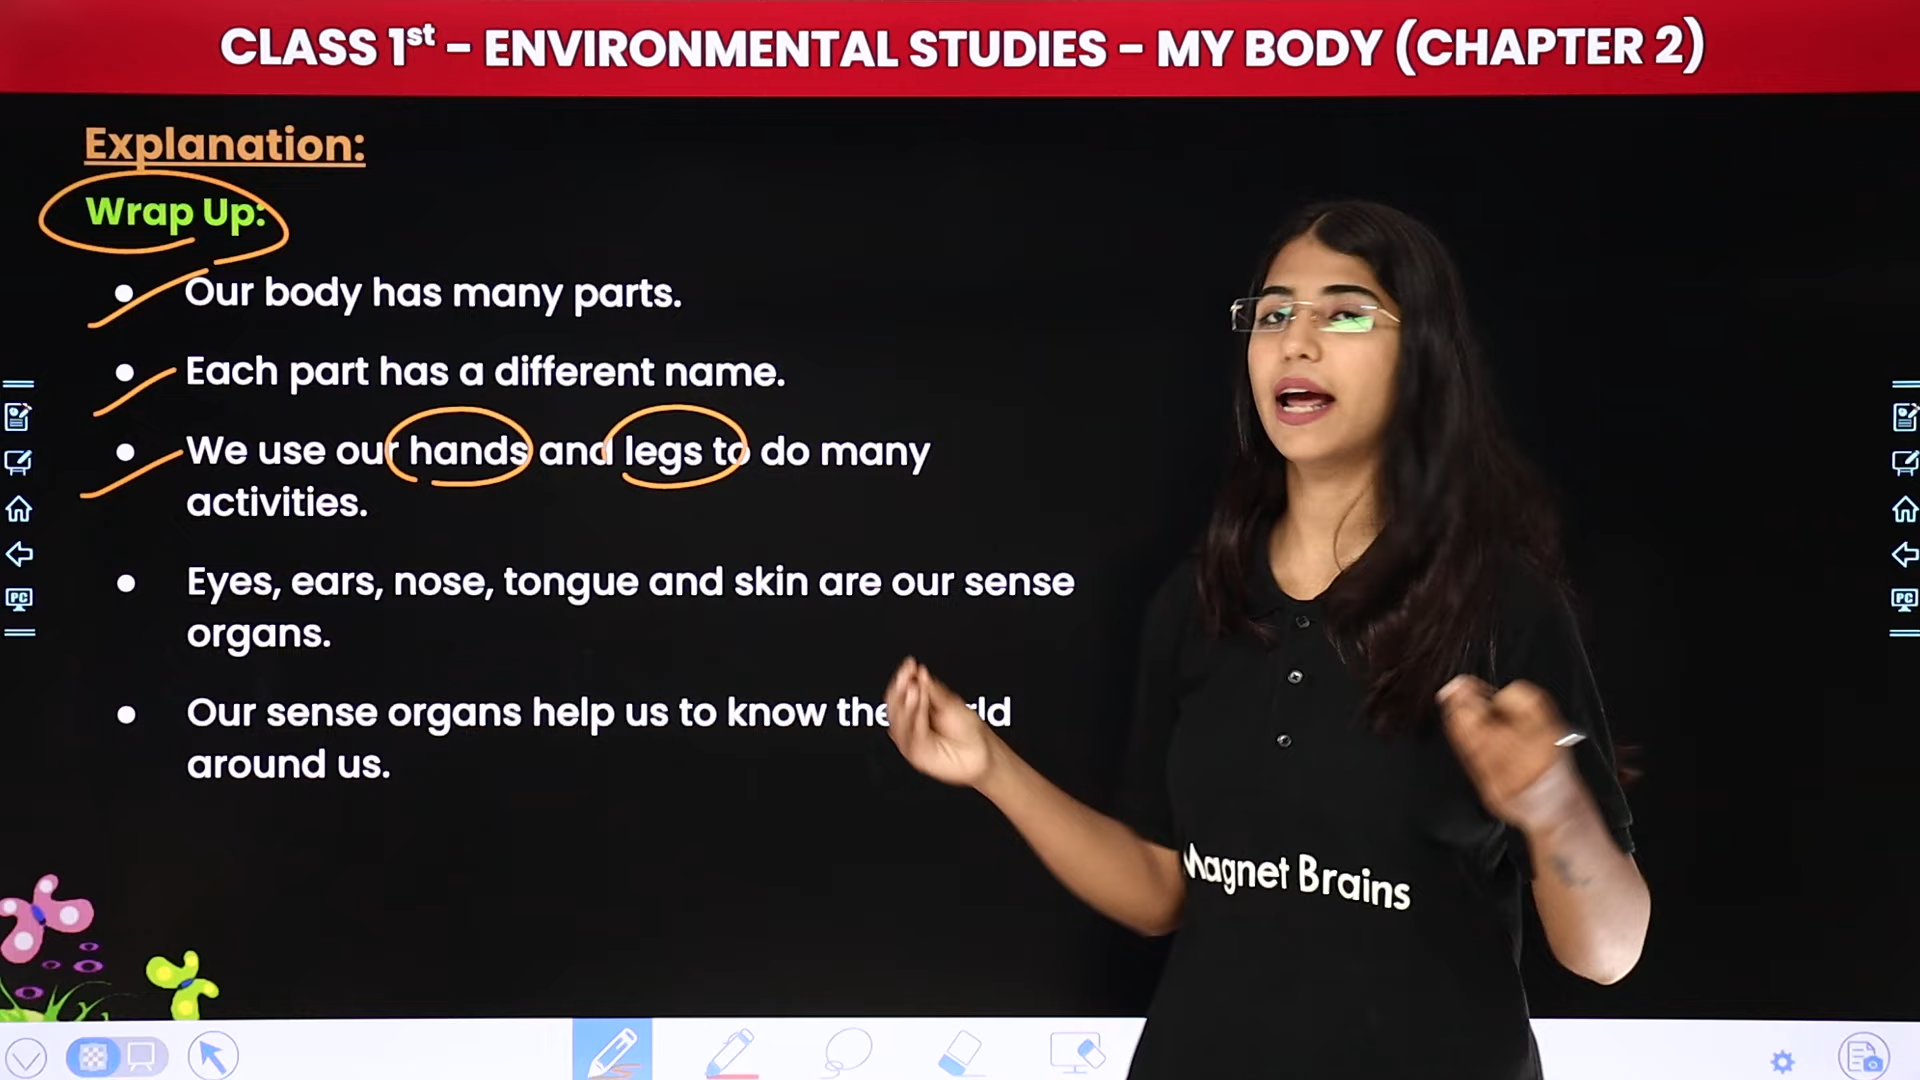 CLASS 1st – ENVIRONMENTAL STUDIES – MY BODY (CHAPTER 2)
Explanation:
Wrap Up:
● Our body has many parts.
● Each part has a different name.
● We use our hands and legs to do many
activities.
● Eyes, ears, nose, tongue and skin are our sense
organs.
● Our sense organs help us to know the
around us.
Magnet Brains
PC
PC